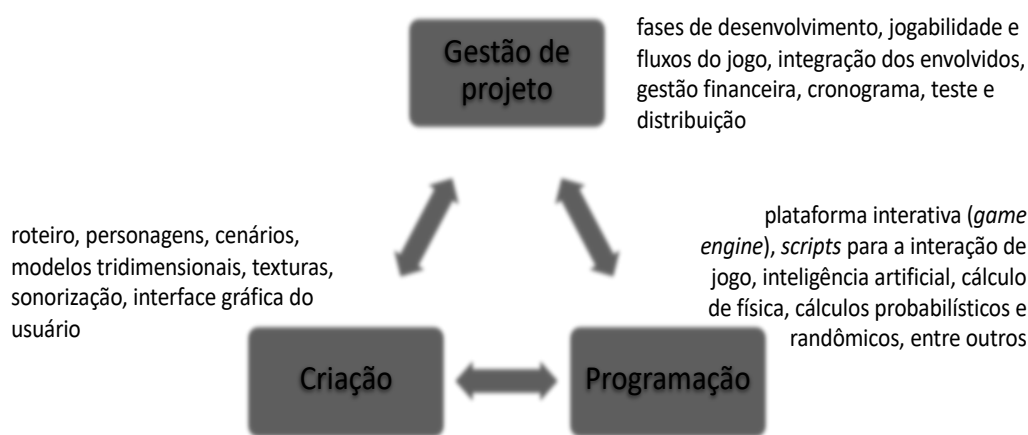 Gestão de
projeto
fases de desenvolvimento, jogabilidade e
fluxos do jogo, integração dos envolvidos,
gestão financeira, cronograma, teste e
distribuição
roteiro, personagens, cenários,
modelos tridimensionais, texturas,
sonorização, interface gráfica do
usuário
plataforma interativa (game
engine), scripts para a interação de
jogo, inteligência artificial, cálculo
de física, cálculos probabilísticos e
randômicos, entre outros
Criação
Programação